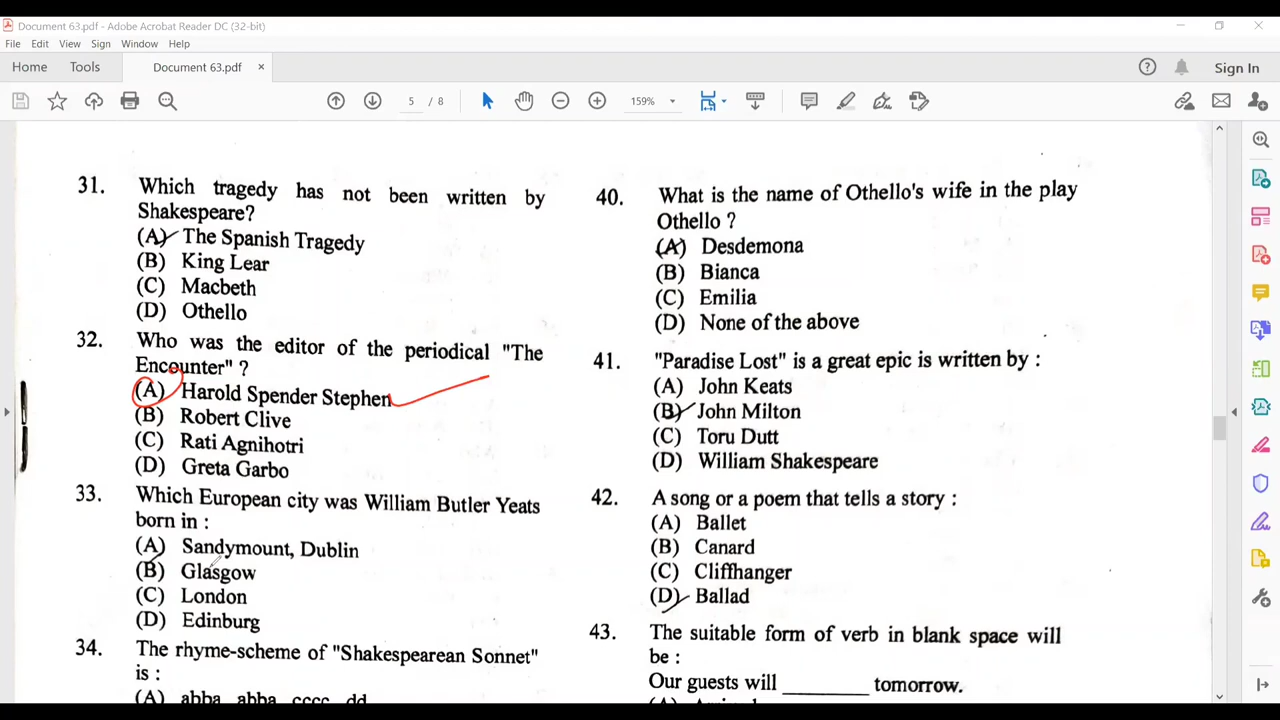 Document 63.pdf - Adobe Acrobat Reader DC (32-bit)
File Edit View Sign Window Help
Home Tools Document 63.pdf × Sign In
5 / 8 159%
31. Which tragedy has not been written by
Shakespeare?
(A) The Spanish Tragedy
(B) King Lear
(C) Macbeth
(D) Othello
32. Who was the editor of the periodical "The
Encounter" ?
(A) Harold Spender Stephen
(B) Robert Clive
(C) Rati Agnihotri
(D) Greta Garbo
33. Which European city was William Butler Yeats
born in :
(A) Sandymount, Dublin
(B) Glasgow
(C) London
(D) Edinburg
34. The rhyme-scheme of "Shakespearean Sonnet"
is :
(A) abba abba cccc dd
40. What is the name of Othello's wife in the play
Othello ?
(A) Desdemona
(B) Bianca
(C) Emilia
(D) None of the above
41. "Paradise Lost" is a great epic is written by :
(A) John Keats
(B) John Milton
(C) Toru Dutt
(D) William Shakespeare
42. A song or a poem that tells a story :
(A) Ballet
(B) Canard
(C) Cliffhanger
(D) Ballad
43. The suitable form of verb in blank space will
be :
Our guests will ________ tomorrow.